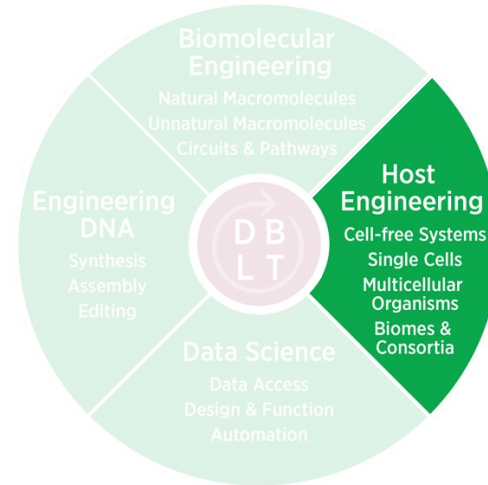 Biomolecular
Engineering
Natural Macromolecules
Unnatural Macromolecules
Circuits & Pathways
Engineering
DNA
Synthesis
Assembly
Editing
D B
L T
Host
Engineering
Cell-free Systems
Single Cells
Multicellular
Organisms
Biomes &
Consortia
Data Science
Data Access
Design & Function
Automation